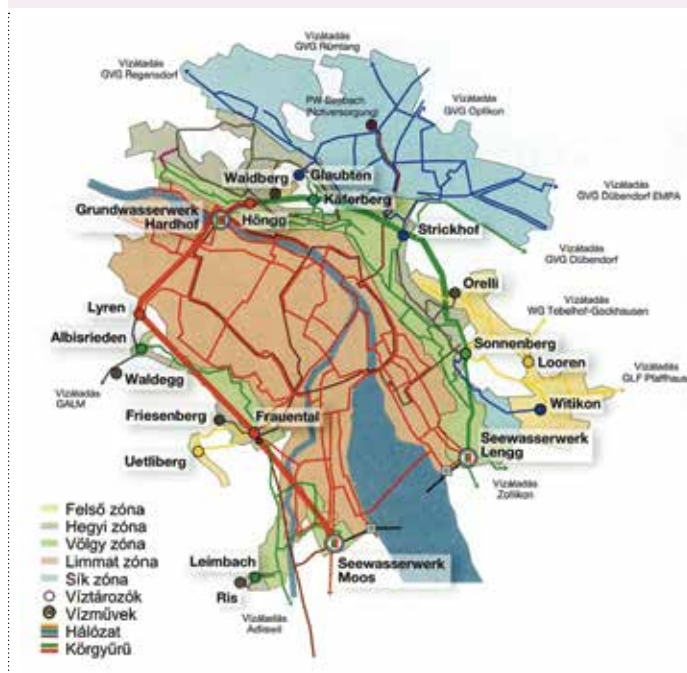 Vízátadás
GVG Rümlang
Vízátadás
GVG Regensdorf
PW Seebach
(Notversorgung)
Vízátadás
GVG Opfikon
Waidberg
Glaubten
Käferberg
Vízátadás
GVG Dübendorf EMPA
Grundwasserwerk
Hardhof
Höngg
Strickhof
Vízátadás
GVG Dübendorf
Orelli
Lyren
Vízátadás
WG Tobelhof-Gockhausen
Albisrieden
Sonnenberg
Looren
Waldegg
Vízátadás
GLF Pfaffhausen
Vízátadás
GALM
Friesenberg
Frauental
Witikon
Uetliberg
Seewasserwerk
Lengg
Vízátadás
Zollikon
Felső zóna
Hegyi zóna
Völgy zóna
Limmat zóna
Sík zóna
Víztározók
Vízművek
Hálózat
Körgyűrű
Leimbach
Ris
Seewasserwerk
Moos
Vízátadás
Adliswil